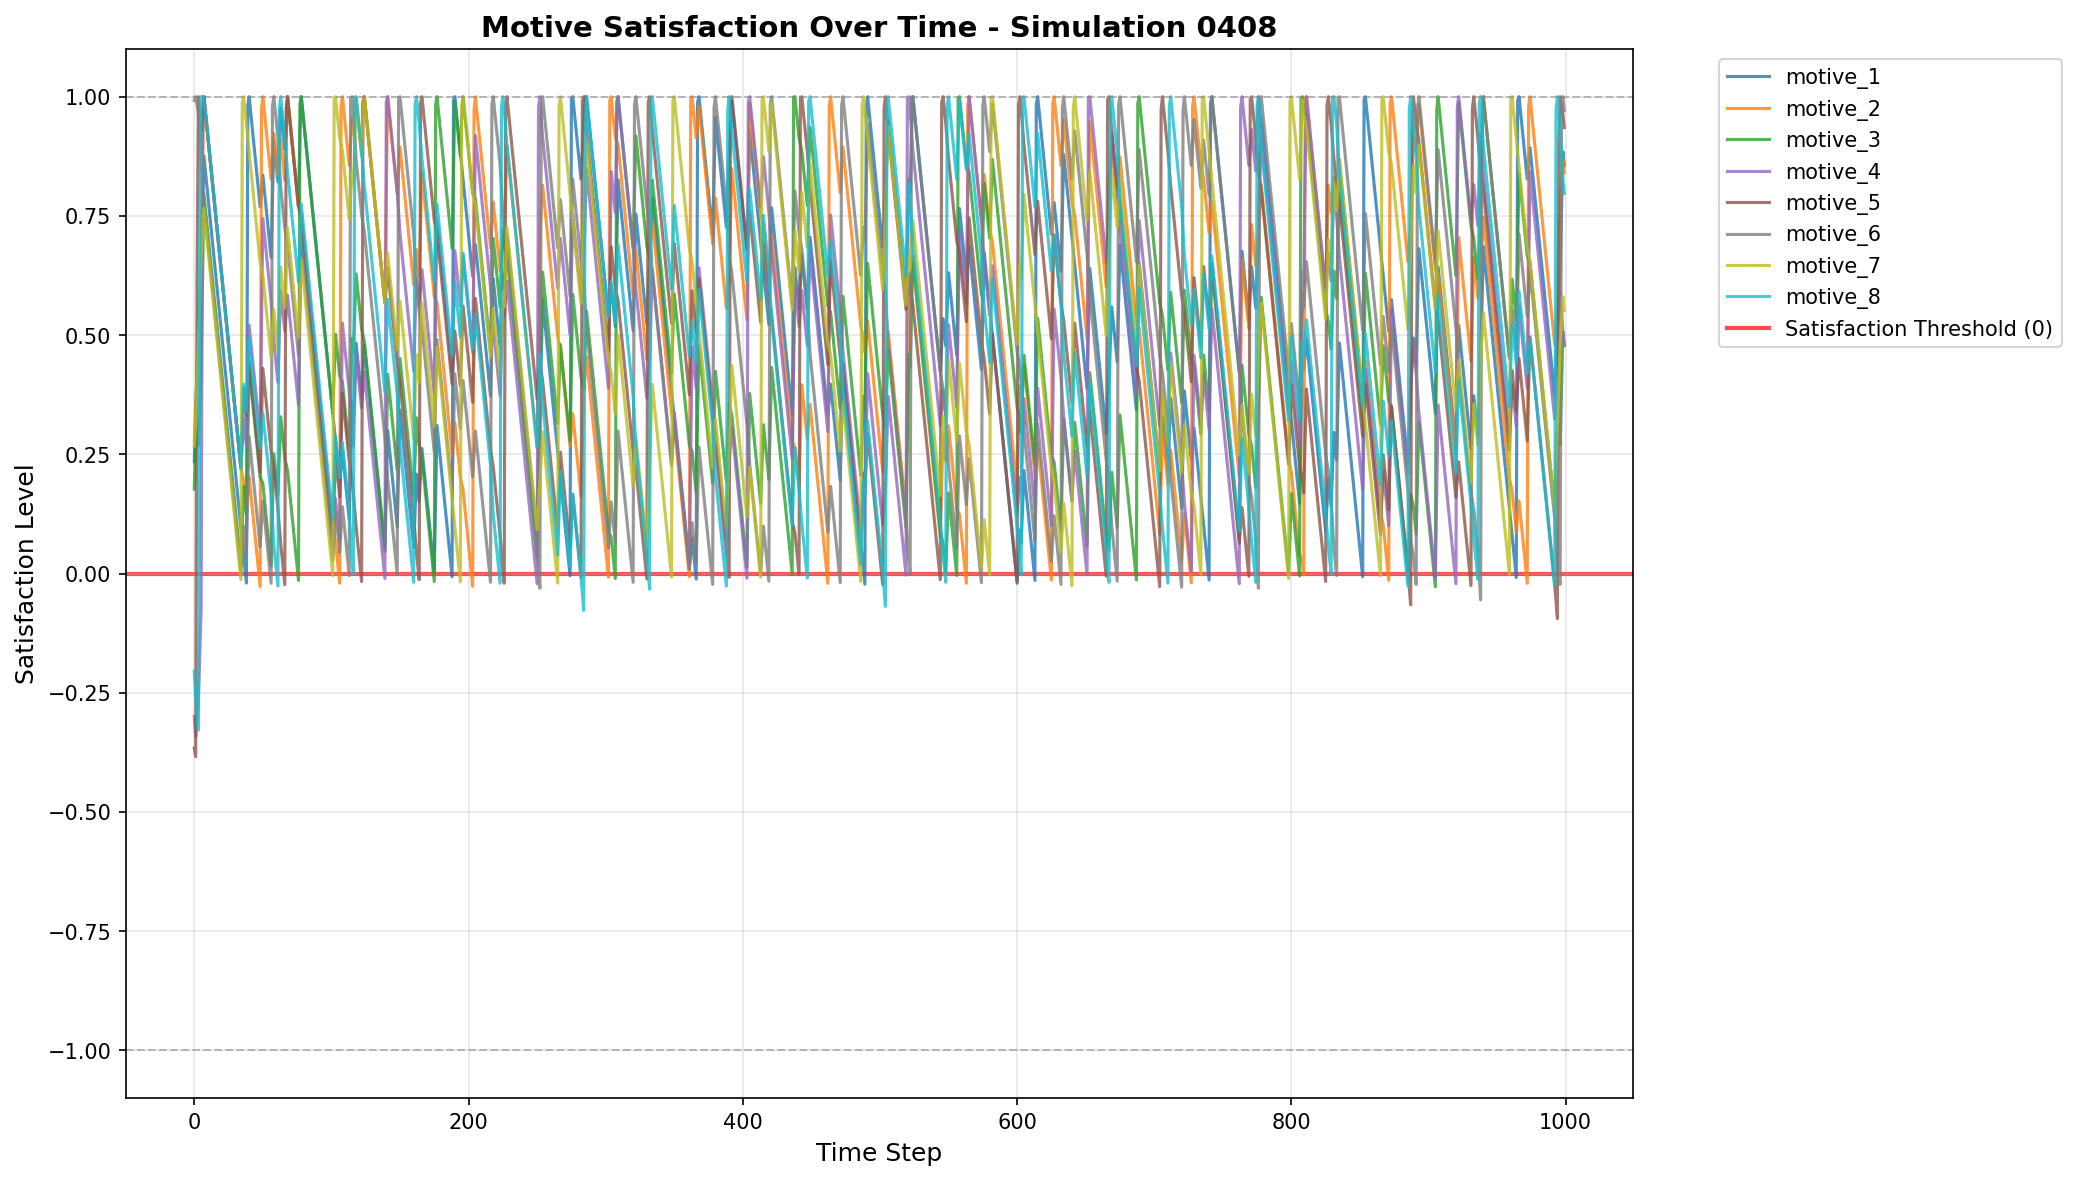 Motive Satisfaction Over Time - Simulation 0408
Satisfaction Level
1.00
0.75
0.50
0.25
0.00
−0.25
−0.50
−0.75
−1.00
0
200
400
600
800
1000
Time Step
motive_1
motive_2
motive_3
motive_4
motive_5
motive_6
motive_7
motive_8
Satisfaction Threshold (0)